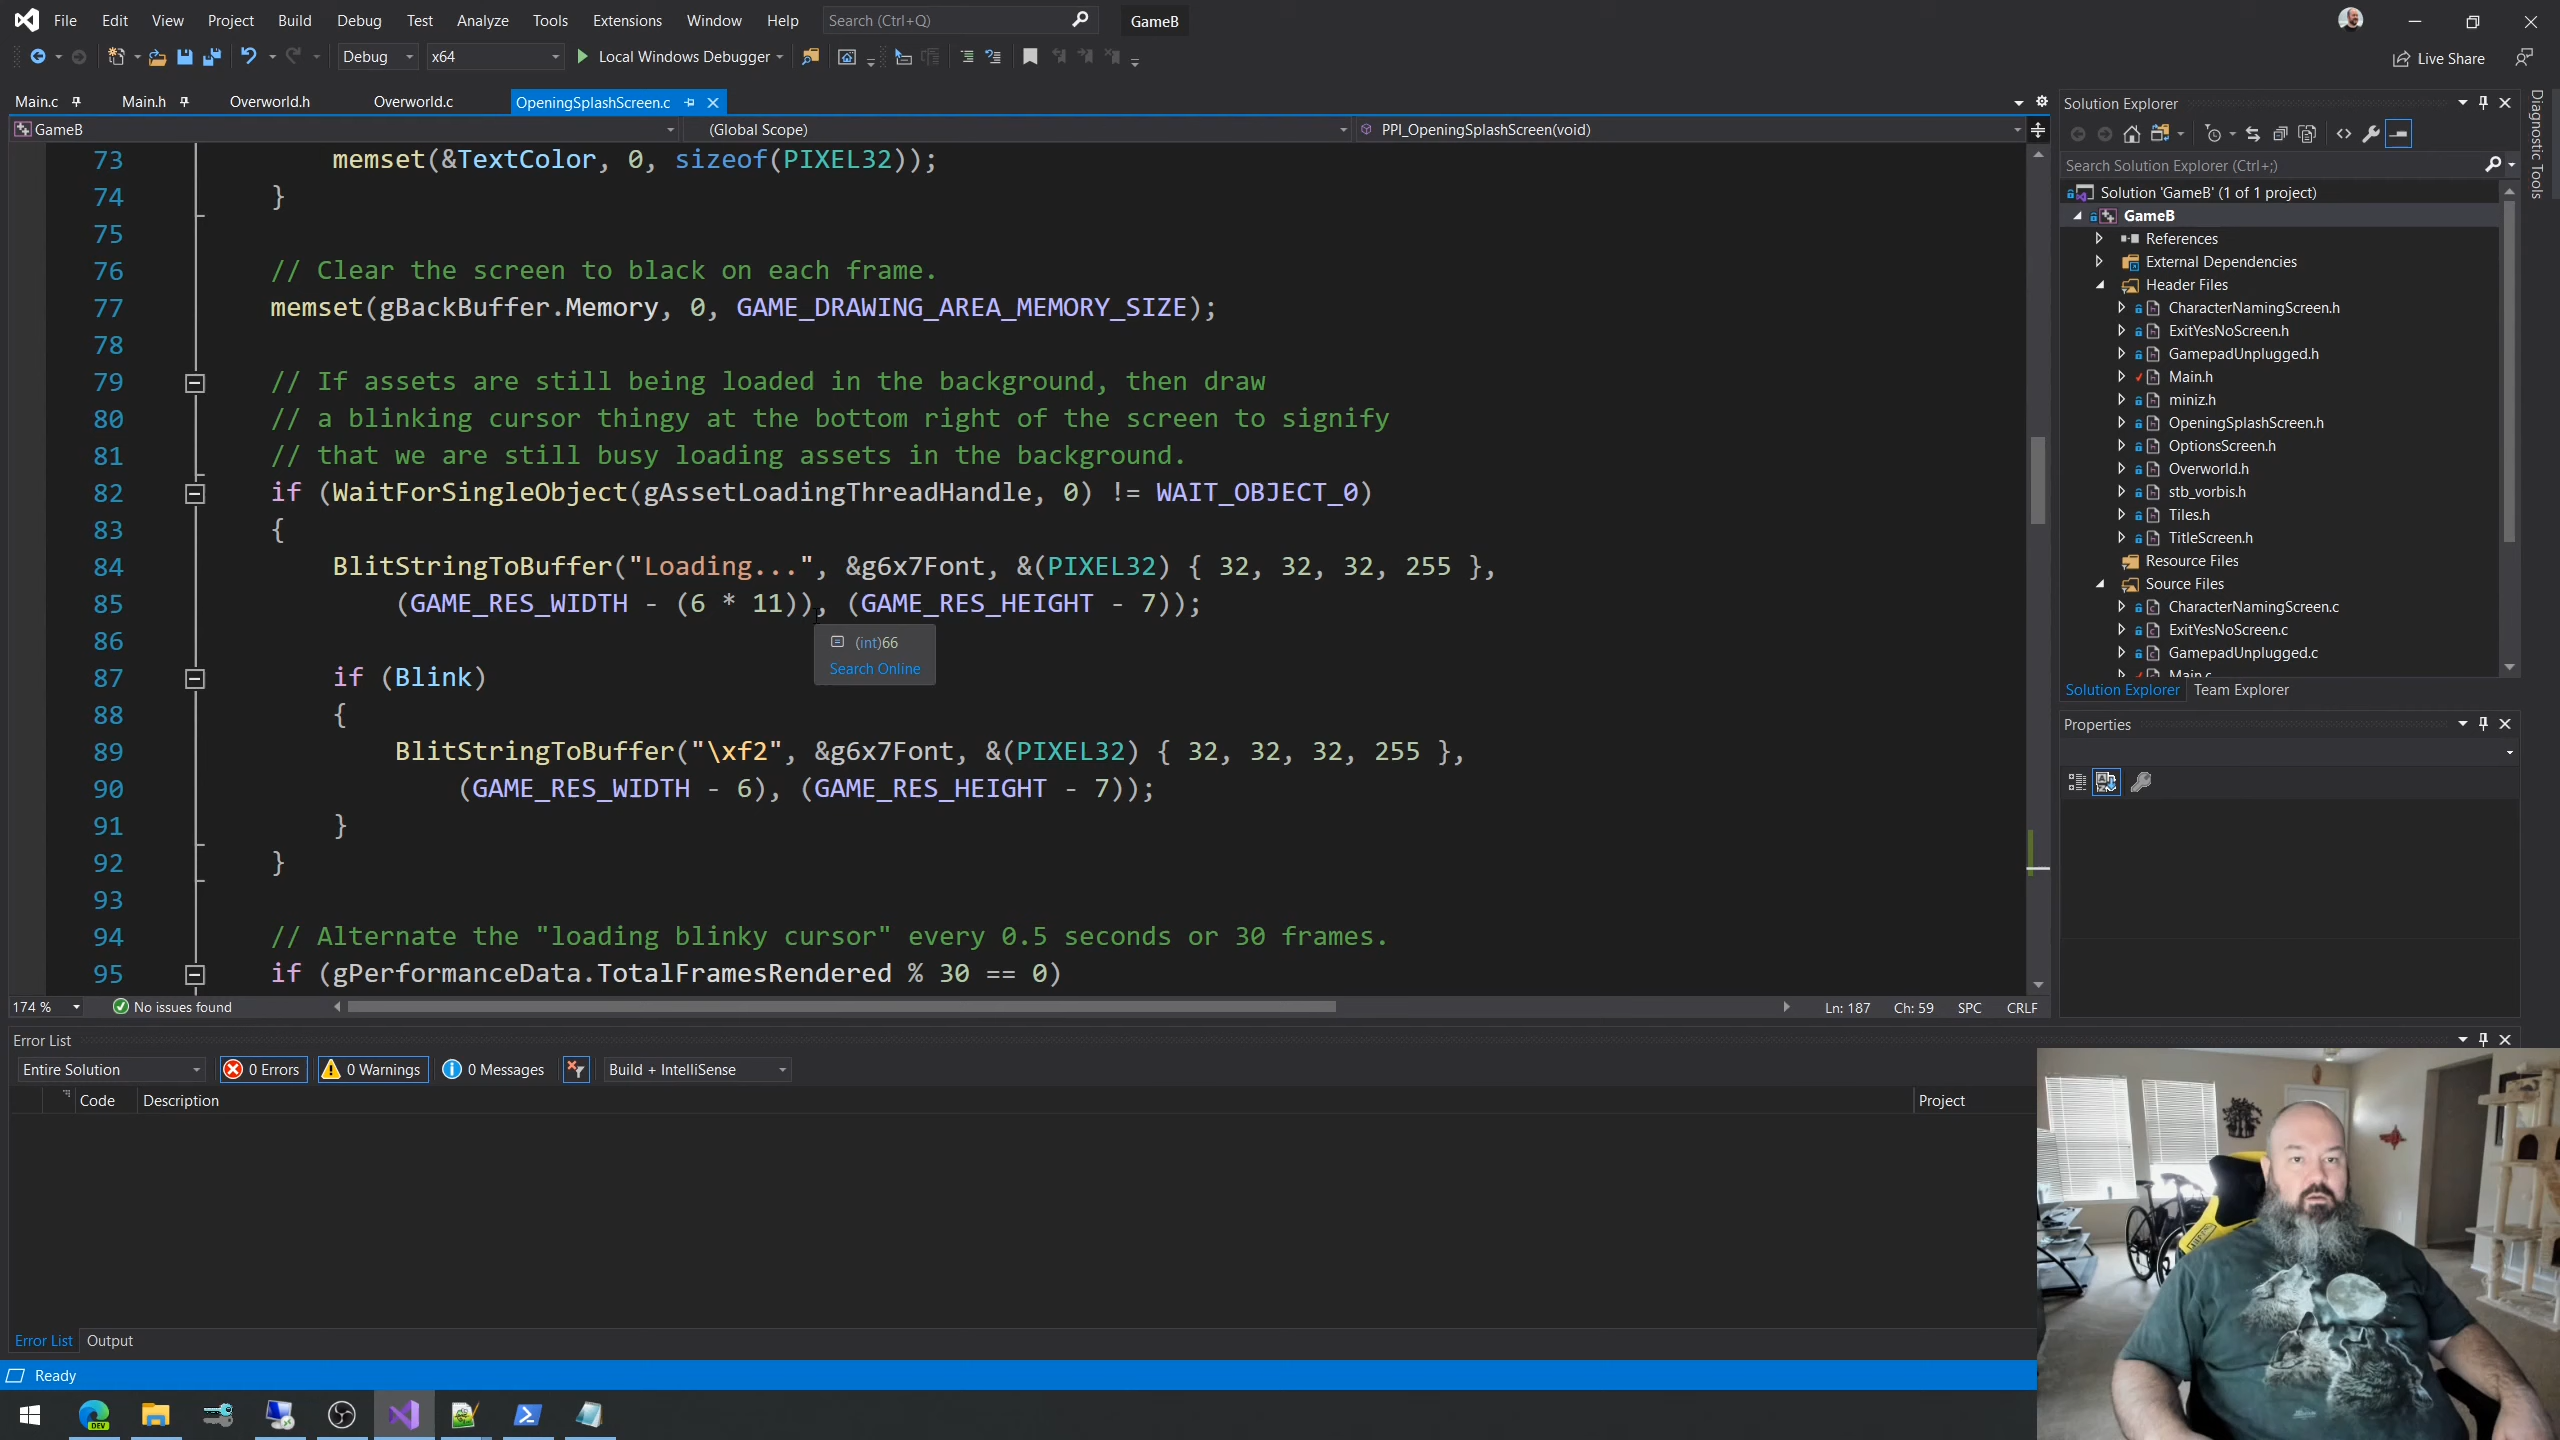 File Edit View Project Build Debug Test Analyze Tools Extensions Window Help Search (Ctrl+Q) GameB
Debug x64 Local Windows Debugger Live Share
Main.c Main.h Overworld.h Overworld.c OpeningSplashScreen.c
GameB (Global Scope) PPI_OpeningSplashScreen(void)
73 memset(&TextColor, 0, sizeof(PIXEL32));
74 }
75
76 // Clear the screen to black on each frame.
77 memset(gBackBuffer.Memory, 0, GAME_DRAWING_AREA_MEMORY_SIZE);
78
79 // If assets are still being loaded in the background, then draw
80 // a blinking cursor thingy at the bottom right of the screen to signify
81 // that we are still busy loading assets in the background.
82 if (WaitForSingleObject(gAssetLoadingThreadHandle, 0) != WAIT_OBJECT_0)
83 {
84 BlitStringToBuffer("Loading...", &g6x7Font, &(PIXEL32) { 32, 32, 32, 255 },
85 (GAME_RES_WIDTH - (6 * 11)), (GAME_RES_HEIGHT - 7));
86
(int)66
Search Online
87 if (Blink)
88 {
89 BlitStringToBuffer("\xf2", &g6x7Font, &(PIXEL32) { 32, 32, 32, 255 },
90 (GAME_RES_WIDTH - 6), (GAME_RES_HEIGHT - 7));
91 }
92 }
93
94 // Alternate the "loading blinky cursor" every 0.5 seconds or 30 frames.
95 if (gPerformanceData.TotalFramesRendered % 30 == 0)
174 % No issues found Ln: 187 Ch: 59 SPC CRLF
Solution Explorer
Search Solution Explorer (Ctrl+;)
Solution 'GameB' (1 of 1 project)
GameB
References
External Dependencies
Header Files
CharacterNamingScreen.h
ExitYesNoScreen.h
GamepadUnplugged.h
Main.h
miniz.h
OpeningSplashScreen.h
OptionsScreen.h
Overworld.h
stb_vorbis.h
Tiles.h
TitleScreen.h
Resource Files
Source Files
CharacterNamingScreen.c
ExitYesNoScreen.c
GamepadUnplugged.c
Main.c
Solution Explorer Team Explorer
Properties
Diagnostic Tools
Error List
Entire Solution 0 Errors 0 Warnings 0 Messages Build + IntelliSense
Code Description Project
Error List Output
Ready
DEV